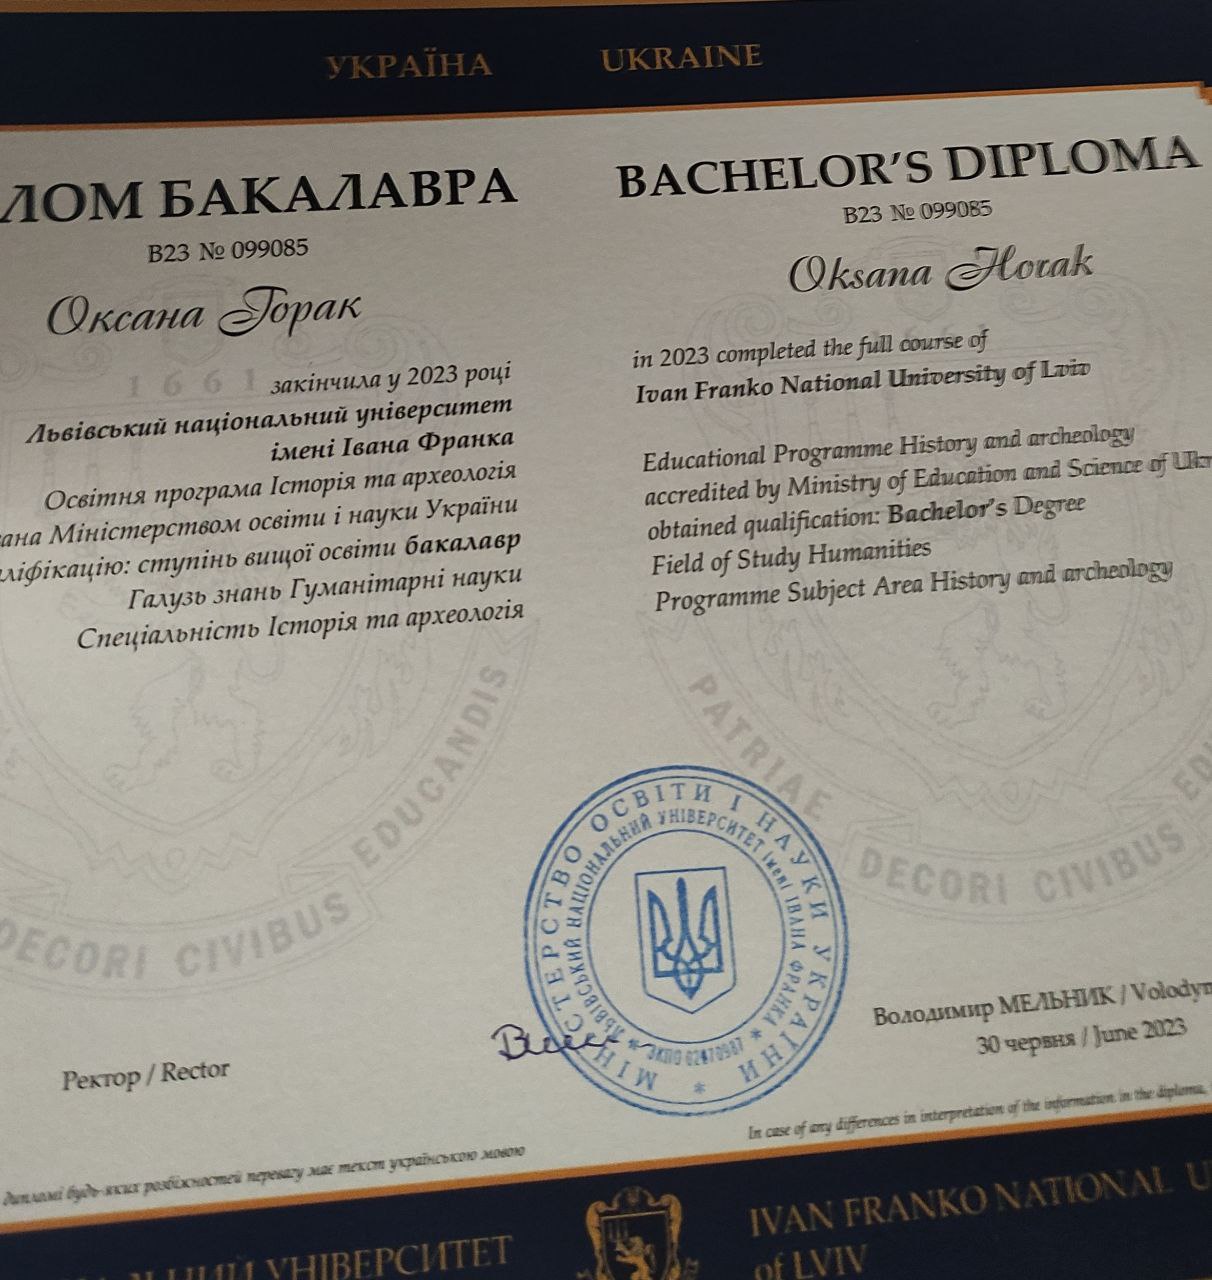 УКРАЇНА
UKRAINE
ЛОМ БАКАЛАВРА
В23 № 099085
Оксана Горак
1661
закінчила у 2023 році
Львівський національний університет
імені Івана Франка
Освітня програма Історія та археологія
Міністерством освіти і науки України
ступінь вищої освіти бакалавр
Галузь знань Гуманітарні науки
Спеціальність Історія та археологія
EDUCANDIS
DECORI CIVIBUS
Ректор / Rector
дипломі будь-яких розбіжностей перевагу має текст українською мовою
BACHELOR'S DIPLOMA
B23 № 099085
Oksana Horak
in 2023 completed the full course of
Ivan Franko National University of Lviv
Educational Programme History and archeology
accredited by Ministry of Education and Science of
obtained qualification: Bachelor's Degree
Field of Study Humanities
Programme Subject Area History and archeology
PATRIAE
DECORI CIVIBUS
МІНІСТЕРСТВО ОСВІТИ І НАУКИ УКРАЇНИ *
ЛЬВІВСЬКИЙ НАЦІОНАЛЬНИЙ УНІВЕРСИТЕТ імені ІВАНА ФРАНКА *
Володимир МЕЛЬНИК / Volodym
30 червня / June 2023
In case of any differences in interpretation of the information in the diploma,
УНІВЕРСИТЕТ
IVAN FRANKO NATIONAL U
of LVIV